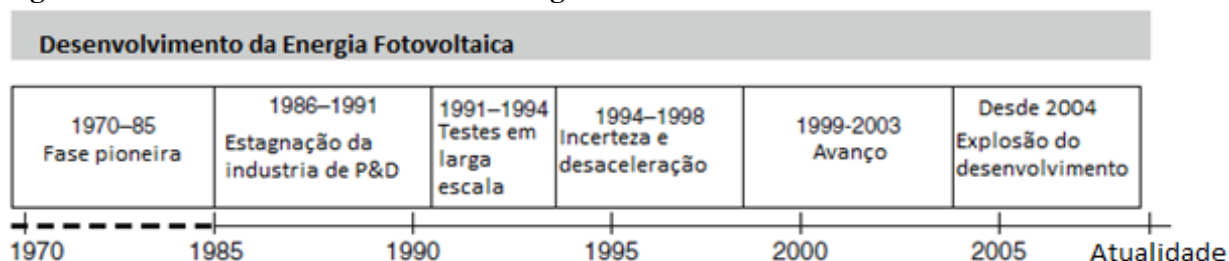 Desenvolvimento da Energia Fotovoltaica
1970–85
Fase pioneira
1986–1991
Estagnação da
industria de P&D
1991–1994
Testes em
larga
escala
1994–1998
Incerteza e
desaceleração
1999-2003
Avanço
Desde 2004
Explosão do
desenvolvimento
1970 1985 1990 1995 2000 2005 Atualidade